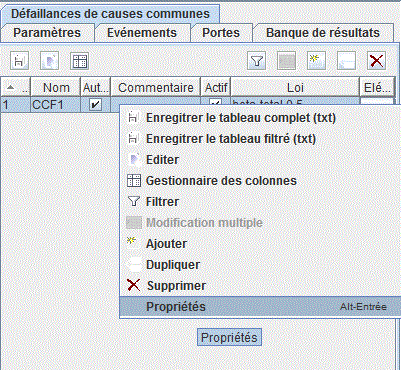 Défaillances de causes communes
Paramètres Evénements Portes Banque de résultats
.. Nom Aut... Commentaire Actif Loi Elé...
1 CCF1 beta-total 0.5
Enregitrer le tableau complet (txt)
Enregitrer le tableau filtré (txt)
Editer
Gestionnaire des colonnes
Filtrer
Modification multiple
Ajouter
Dupliquer
Supprimer
Propriétés Alt-Entrée
Propriétés